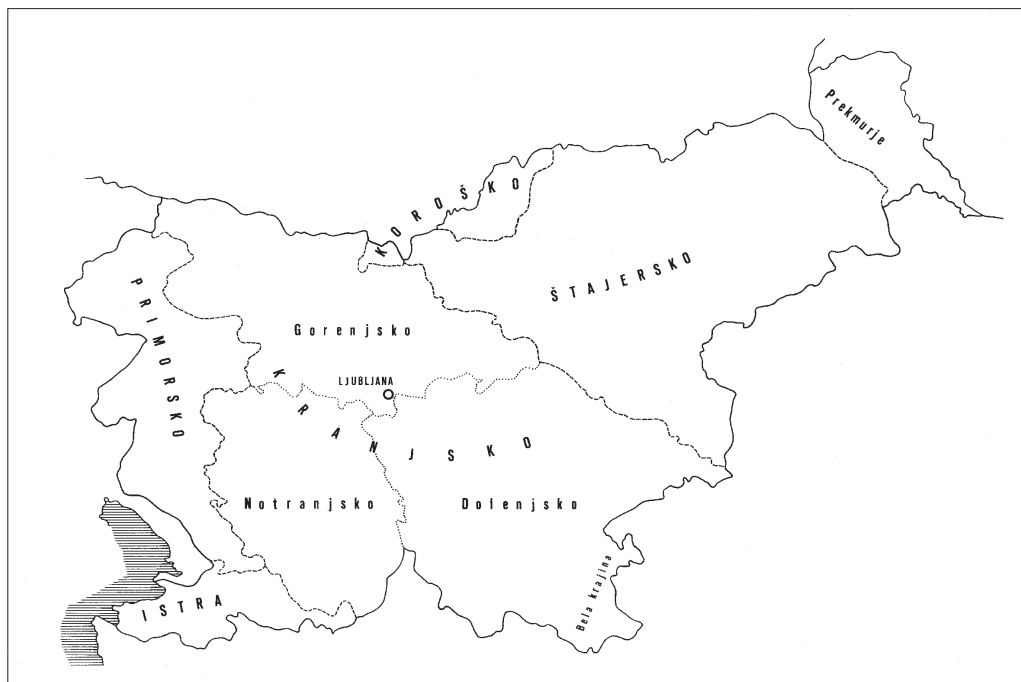 Prekmurje
KOROŠKO
ŠTAJERSKO
PRIMORSKO
Gorenjsko
LJUBLJANA
KRANJSKO
Notranjsko
Dolenjsko
Bela krajina
ISTRA